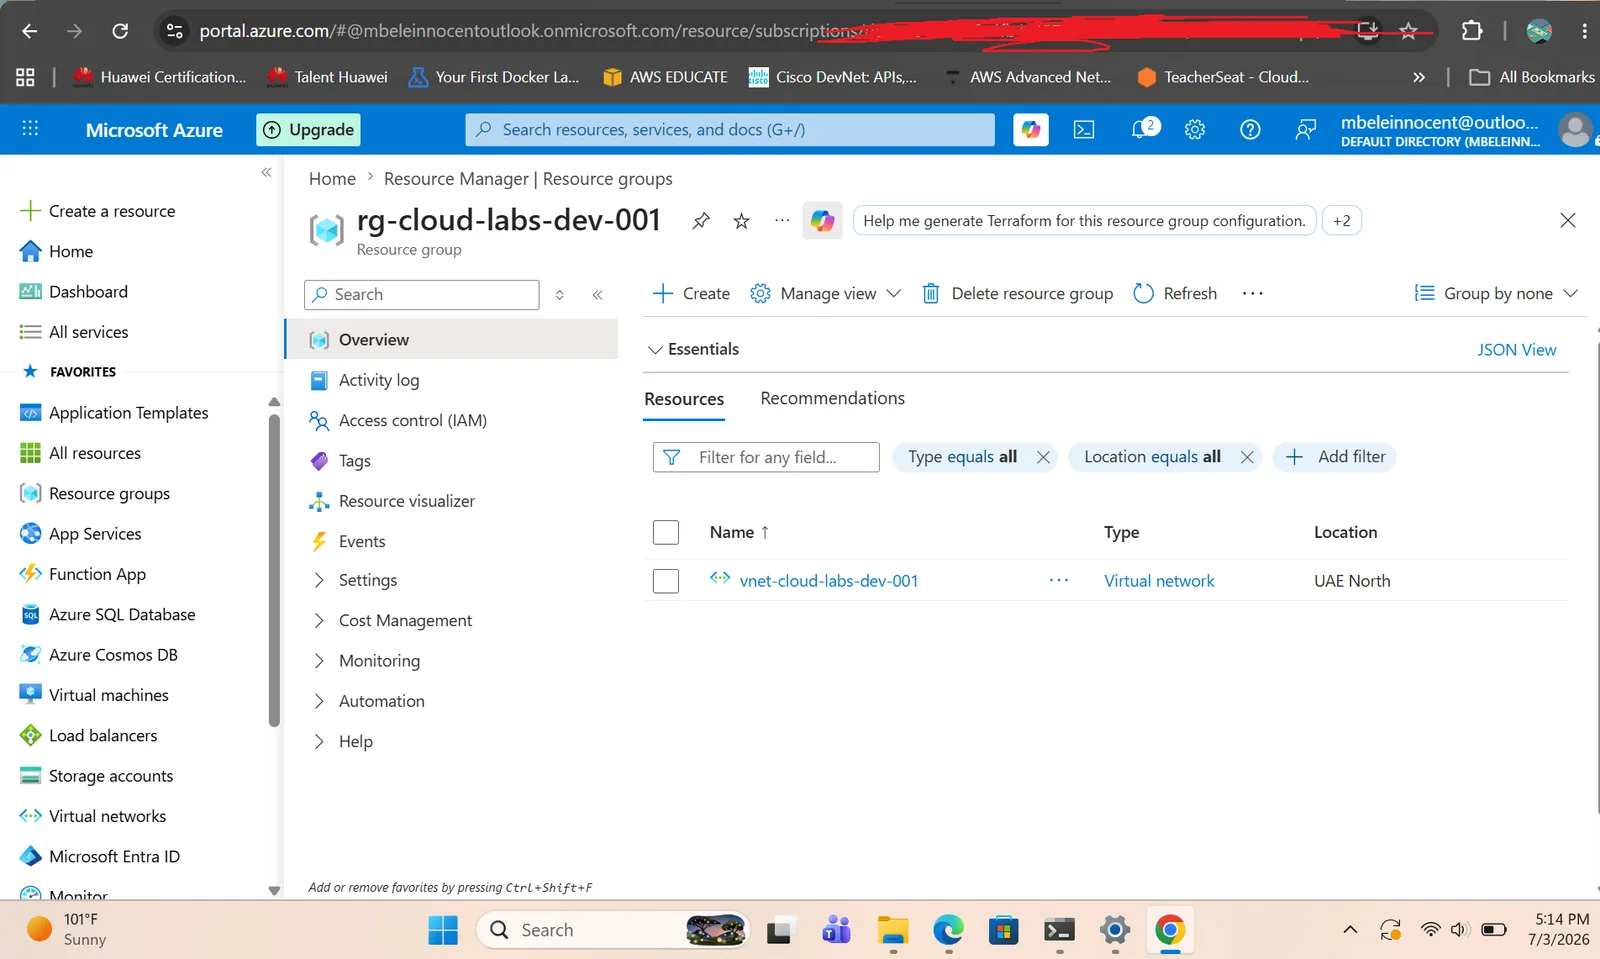 portal.azure.com/#@mbeleinnocentoutlook.onmicrosoft.com/resource/subscriptions/
Huawei Certification...
Talent Huawei
Your First Docker La...
AWS EDUCATE
Cisco DevNet: APIs,...
AWS Advanced Net...
TeacherSeat - Cloud...
All Bookmarks
Microsoft Azure
Upgrade
Search resources, services, and docs (G+/)
2
mbeleinnocent@outloo...
DEFAULT DIRECTORY (MBELEINN...
Create a resource
Home
Dashboard
All services
FAVORITES
Application Templates
All resources
Resource groups
App Services
Function App
Azure SQL Database
Azure Cosmos DB
Virtual machines
Load balancers
Storage accounts
Virtual networks
Microsoft Entra ID
Monitor
Home > Resource Manager | Resource groups
rg-cloud-labs-dev-001
Resource group
Help me generate Terraform for this resource group configuration.
+2
Search
Overview
Activity log
Access control (IAM)
Tags
Resource visualizer
Events
Settings
Cost Management
Monitoring
Automation
Help
Add or remove favorites by pressing Ctrl+Shift+F
Create
Manage view
Delete resource group
Refresh
Group by none
Essentials
JSON View
Resources
Recommendations
Filter for any field...
Type equals all
Location equals all
Add filter
Name ↑
Type
Location
vnet-cloud-labs-dev-001
Virtual network
UAE North
101°F
Sunny
Search
5:14 PM
7/3/2026